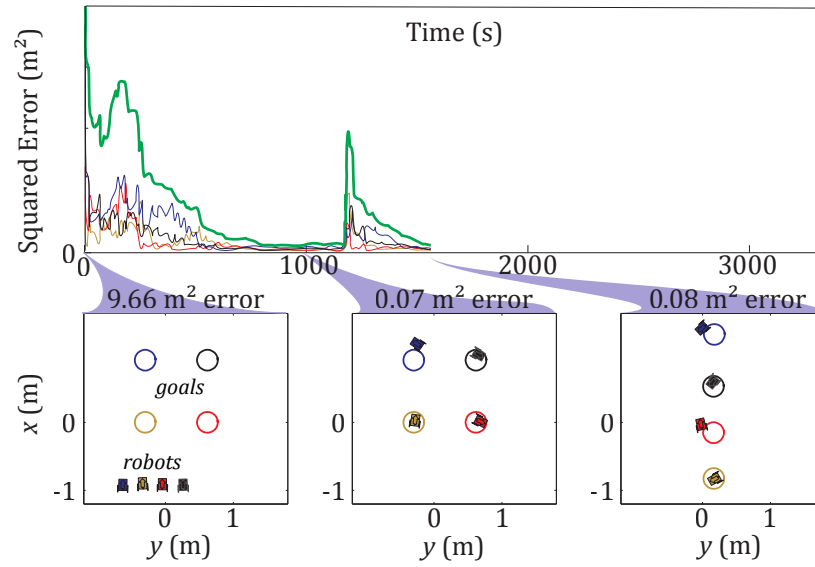 Time (s)
Squared Error (m²)
0
0 1000 2000 3000
9.66 m² error 0.07 m² error 0.08 m² error
goals
x (m)
0 0 0
robots
-1 -1 -1
0 1 0 1 0 1
y (m) y (m) y (m)